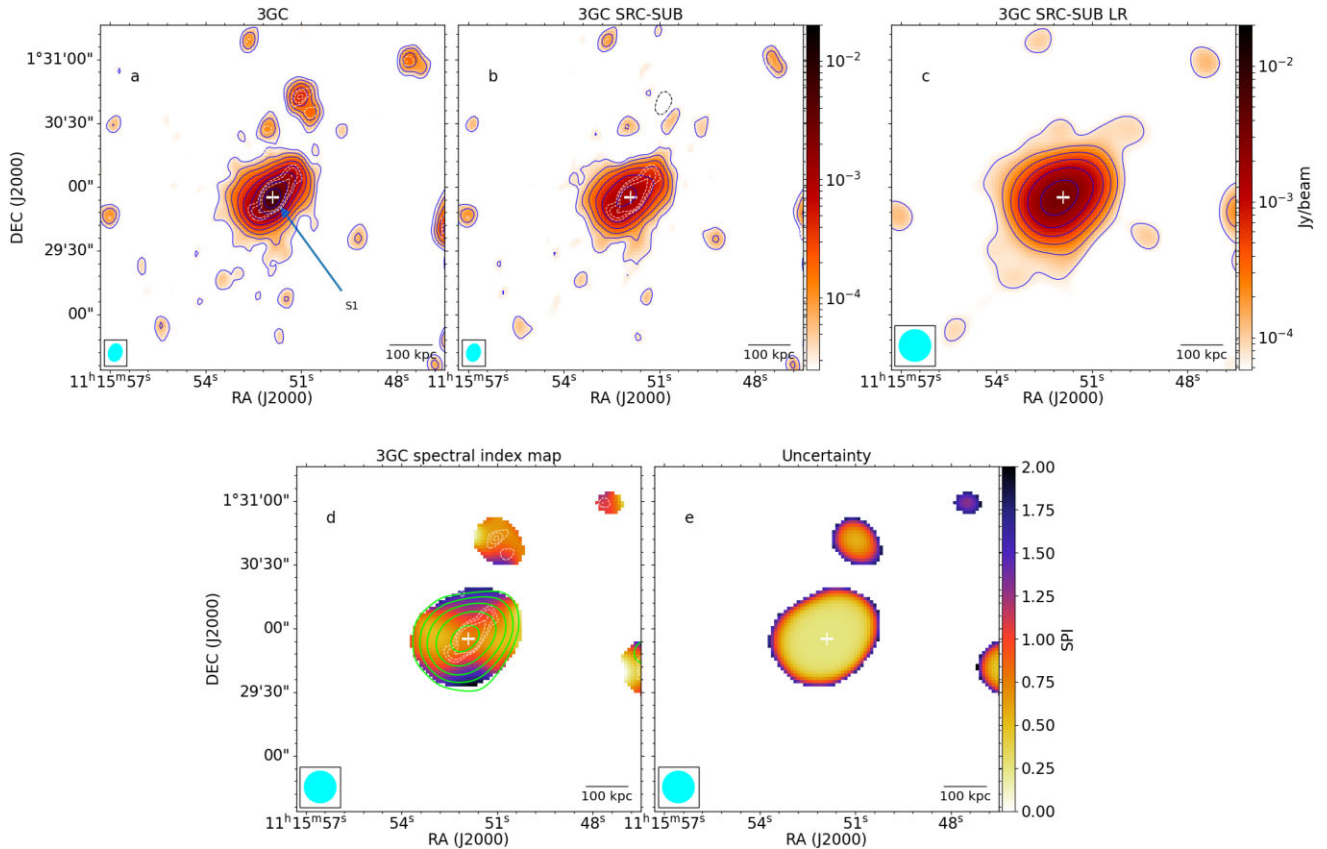 3GC
3GC SRC-SUB
3GC SRC-SUB LR
1°31'00"
30'30"
00"
29'30"
00"
DEC (J2000)
a
S1
100 kpc
11ʰ15ᵐ57ˢ
54ˢ
51ˢ
48ˢ
RA (J2000)
b
100 kpc
11ʰ15ᵐ57ˢ
54ˢ
51ˢ
48ˢ
RA (J2000)
10⁻²
10⁻³
10⁻⁴
c
100 kpc
11ʰ15ᵐ57ˢ
54ˢ
51ˢ
48ˢ
RA (J2000)
10⁻²
10⁻³
10⁻⁴
Jy/beam
3GC spectral index map
Uncertainty
1°31'00"
30'30"
00"
29'30"
00"
DEC (J2000)
d
100 kpc
11ʰ15ᵐ57ˢ
54ˢ
51ˢ
48ˢ
RA (J2000)
e
100 kpc
11ʰ15ᵐ57ˢ
54ˢ
51ˢ
48ˢ
RA (J2000)
2.00
1.75
1.50
1.25
1.00
0.75
0.50
0.25
0.00
SPI